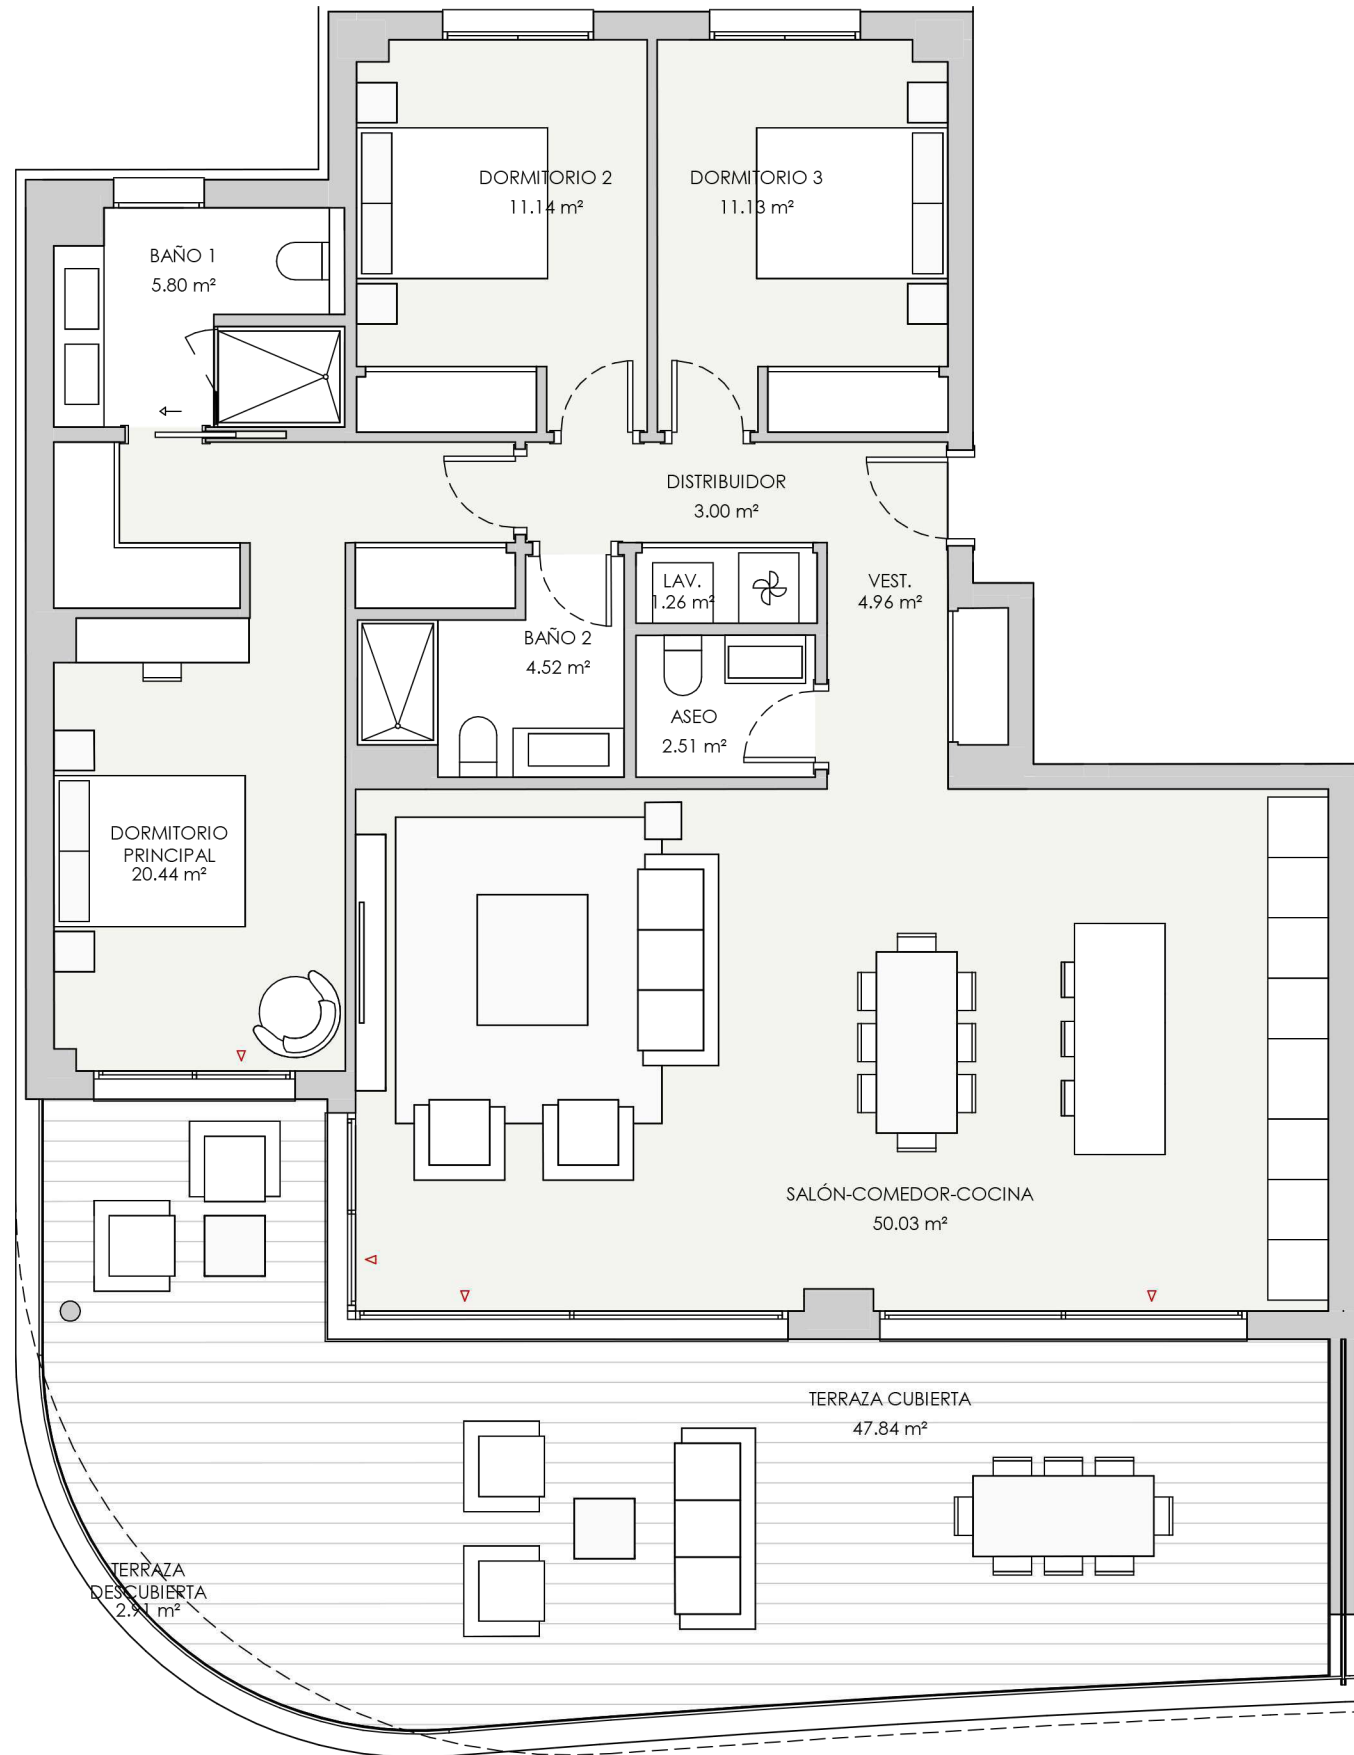 DORMITORIO 2
11.14 m²
DORMITORIO 3
11.13 m²
BAÑO 1
5.80 m²
DISTRIBUIDOR
3.00 m²
LAV.
1.26 m²
VEST.
4.96 m²
BAÑO 2
4.52 m²
ASEO
2.51 m²
DORMITORIO
PRINCIPAL
20.44 m²
SALÓN-COMEDOR-COCINA
50.03 m²
TERRAZA CUBIERTA
47.84 m²
TERRAZA
DESCUBIERTA
2.91 m²